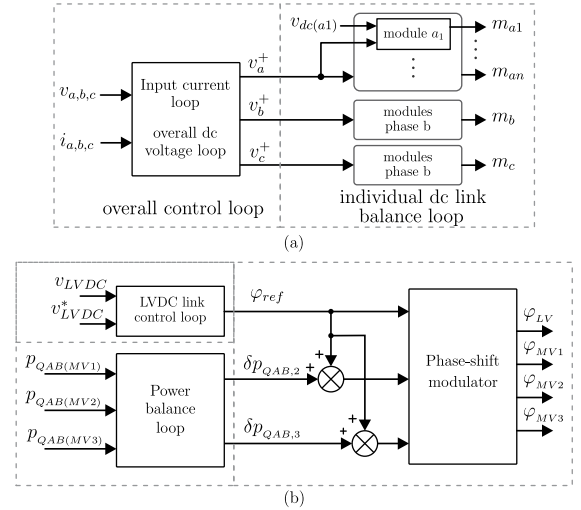 v_{dc(a1)}
module a_1
m_{a1}
v_a^+
m_{an}
Input current
loop
overall dc
voltage loop
v_{a,b,c}
i_{a,b,c}
v_b^+
modules
phase b
m_b
v_c^+
modules
phase b
m_c
overall control loop
individual dc link
balance loop
(a)
v_{LVDC}
v^*_{LVDC}
LVDC link
control loop
φ_{ref}
p_{QAB(MV1)}
p_{QAB(MV2)}
p_{QAB(MV3)}
Power
balance
loop
δp_{QAB,2}
δp_{QAB,3}
+
+
+
+
Phase-shift
modulator
φ_{LV}
φ_{MV1}
φ_{MV2}
φ_{MV3}
(b)